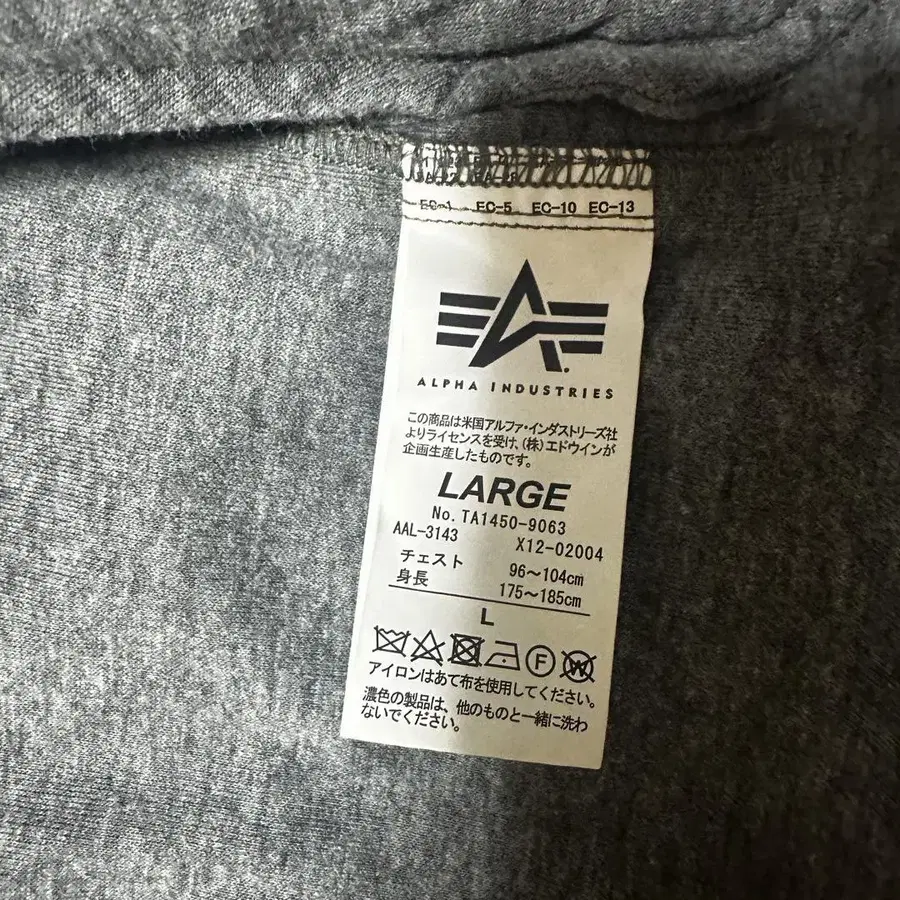 EC-1 EC-5 EC-10 EC-13
ALPHA INDUSTRIES
この商品は米国アルファ・インダストリーズ社
よりライセンスを受け、(株)エドウインが
企画生産したものです。
LARGE
No. TA1450-9063
AAL-3143 X12-02004
チェスト 96～104cm
身長 175～185cm
L
F W
アイロンはあて布を使用してください。
濃色の製品は、他のものと一緒に洗わ
ないでください。